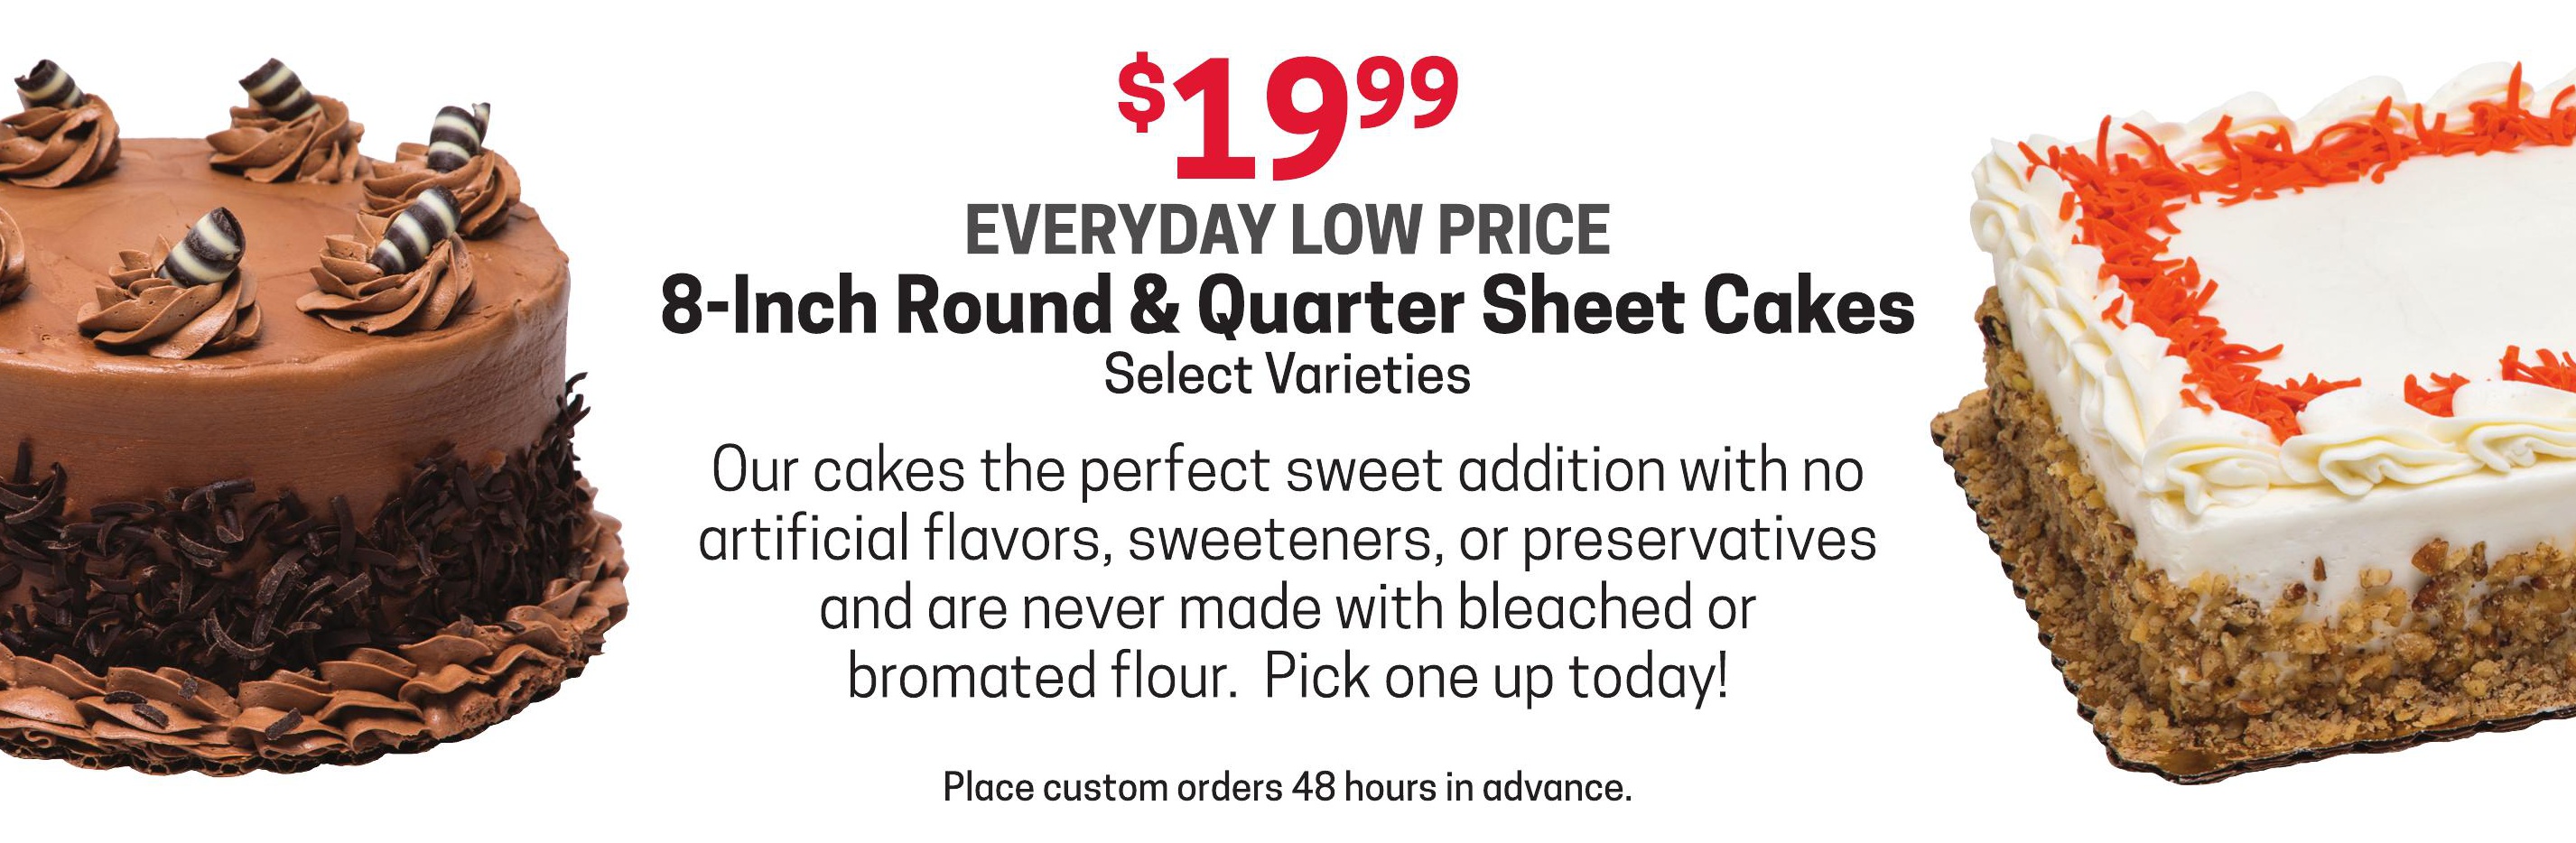 $19 99
EVERYDAY LOW PRICE
8-Inch Round & Quarter Sheet Cakes
Select Varieties
Our cakes the perfect sweet addition with no
artificial flavors, sweeteners, or preservatives
and are never made with bleached or
bromated flour.  Pick one up today!
Place custom orders 48 hours in advance.